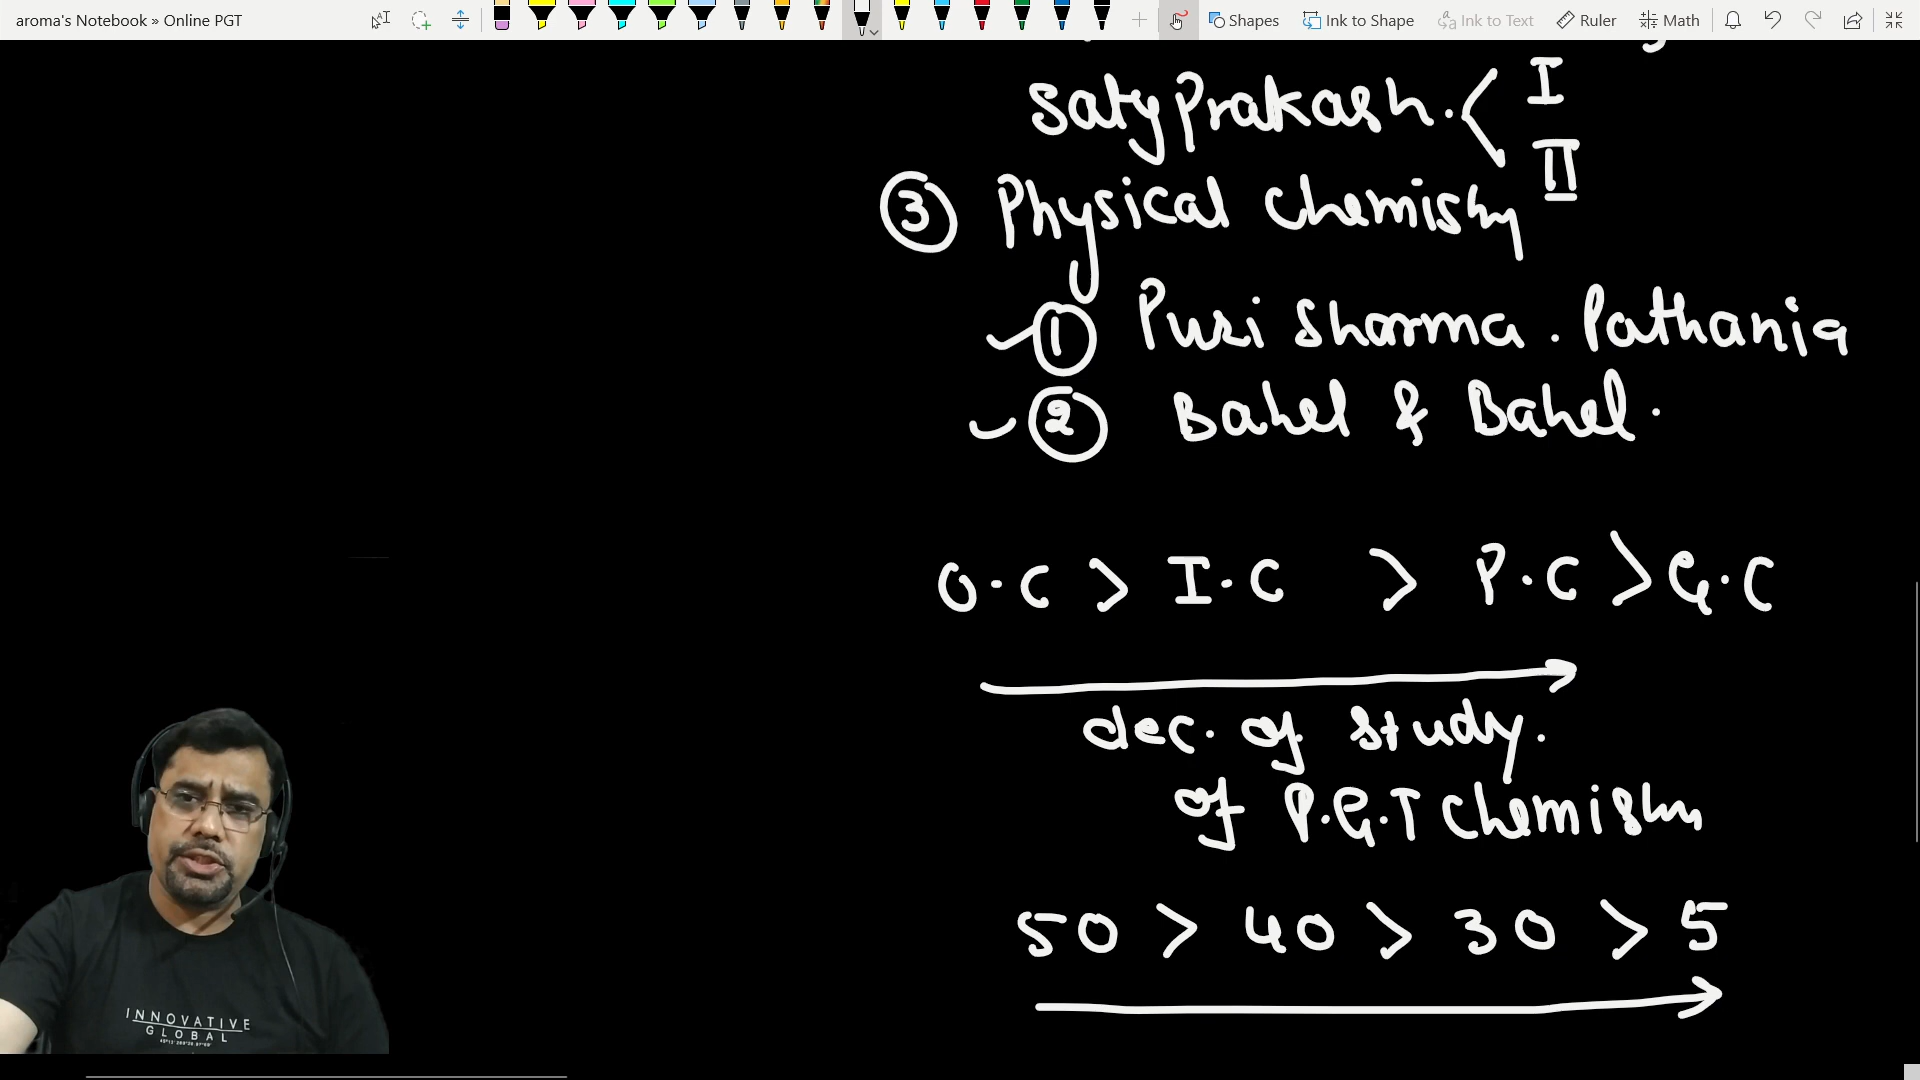 aroma's Notebook » Online PGT
Shapes Ink to Shape Ink to Text Ruler Math
Saty Prakash. < I
II
③ Physical Chemistry
① Puri Sharma . Pathania
② Bahel & Bahel.
O.C > I.C > P.C > G.C
dec. of study.
of P.G.T Chemistry
50 > 40 > 30 > 5
INNOVATIVE
GLOBAL